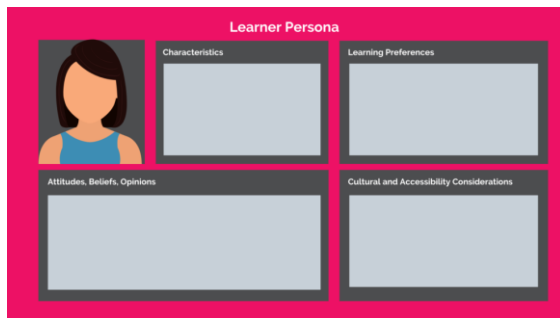 Learner Persona
Characteristics
Learning Preferences
Attitudes, Beliefs, Opinions
Cultural and Accessibility Considerations